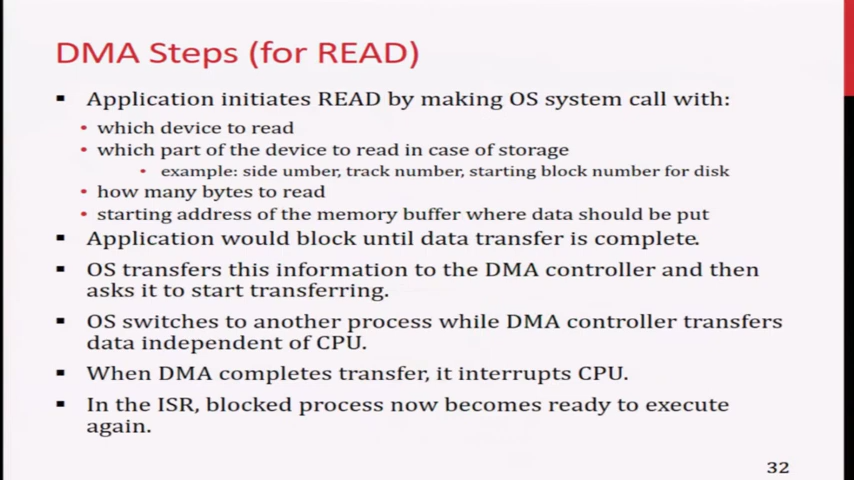 DMA Steps (for READ)
▪ Application initiates READ by making OS system call with:
• which device to read
• which part of the device to read in case of storage
• example: side umber, track number, starting block number for disk
• how many bytes to read
• starting address of the memory buffer where data should be put
▪ Application would block until data transfer is complete.
▪ OS transfers this information to the DMA controller and then
asks it to start transferring.
▪ OS switches to another process while DMA controller transfers
data independent of CPU.
▪ When DMA completes transfer, it interrupts CPU.
▪ In the ISR, blocked process now becomes ready to execute
again.
32